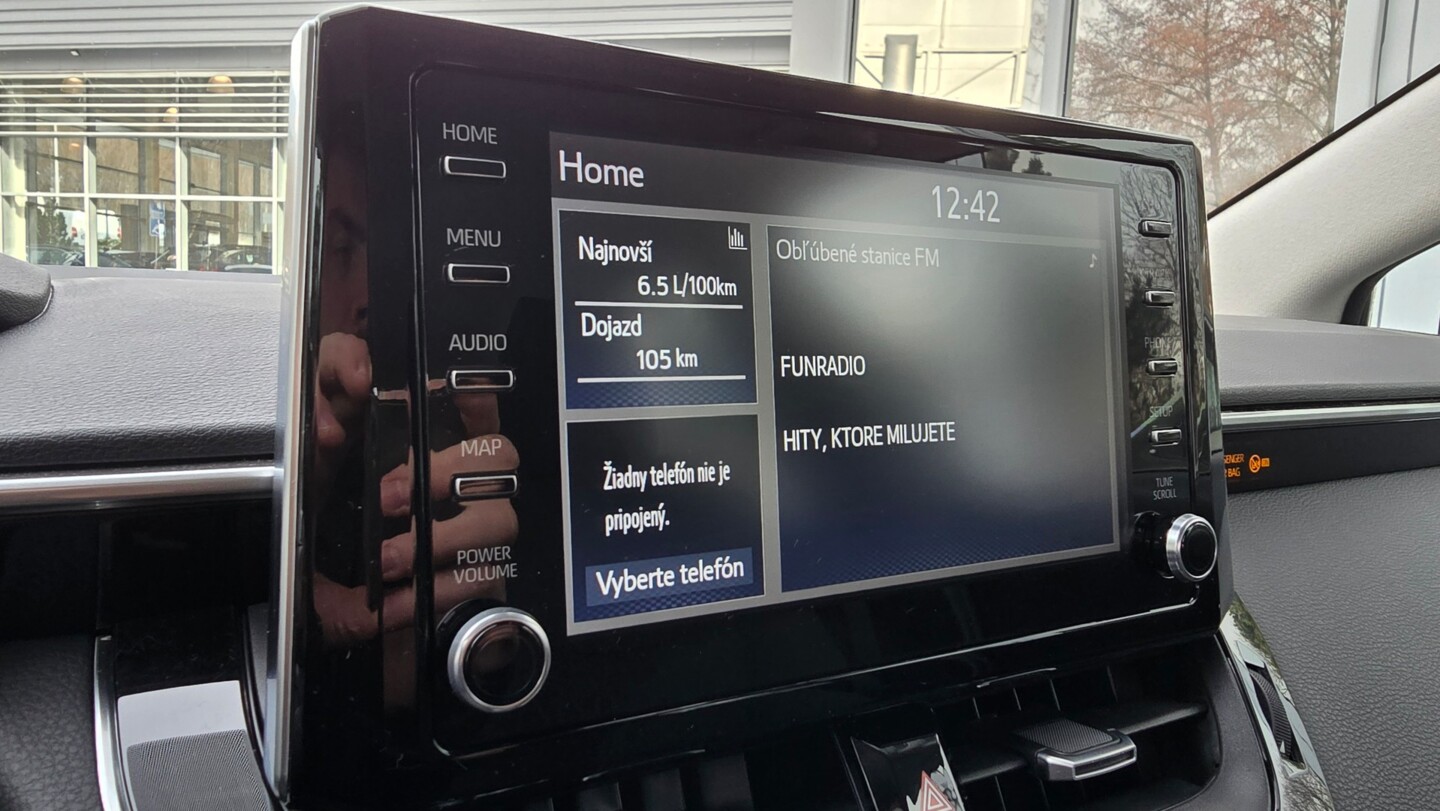 HOME
MENU
AUDIO
MAP
POWER
VOLUME
Home
12:42
Najnovší
6.5 L/100km
Dojazd
105 km
Žiadny telefón nie je
pripojený.
Vyberte telefón
Obľúbené stanice FM
FUNRADIO
HITY, KTORE MILUJETE
PHONE
SETUP
TUNE
SCROLL